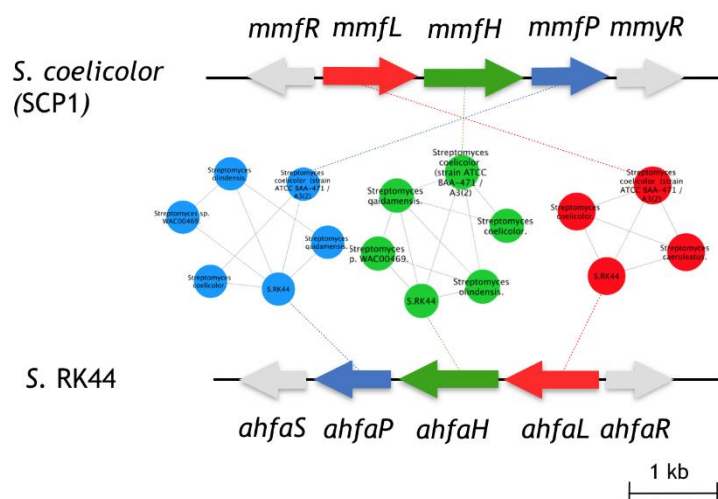 mmfR mmfL mmfH mmfP mmyR
S. coelicolor
(SCP1)
Streptomyces
olindensis.
Streptomyces
coelicolor (strain
ATCC BAA-471 /
A3(2)
Streptomyces sp.
WAC00469
Streptomyces
qaidamensis.
Streptomyces
coelicolor.
S.RK44
Streptomyces
coelicolor
(strain ATCC
BAA-471 /
A3(2)
Streptomyces
qaidamensis.
Streptomyces
coelicolor.
Streptomyces
p. WAC00469.
Streptomyces
olindensis.
S.RK44
Streptomyces
coelicolor (strain
ATCC BAA-471 /
A3(2)
Streptomyces
coelicolor.
Streptomyces
caeruleatus.
S.RK44
S. RK44
ahfaS ahfaP ahfaH ahfaL ahfaR
1 kb